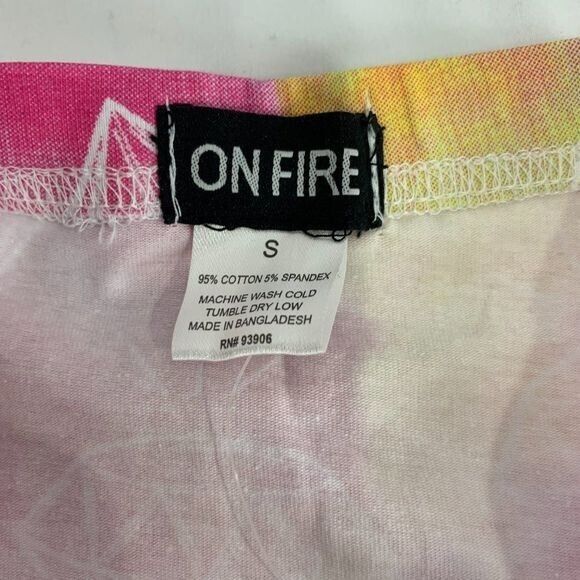 ON FIRE
S
95% COTTON 5% SPANDEX
MACHINE WASH COLD
TUMBLE DRY LOW
MADE IN BANGLADESH
RN# 93906